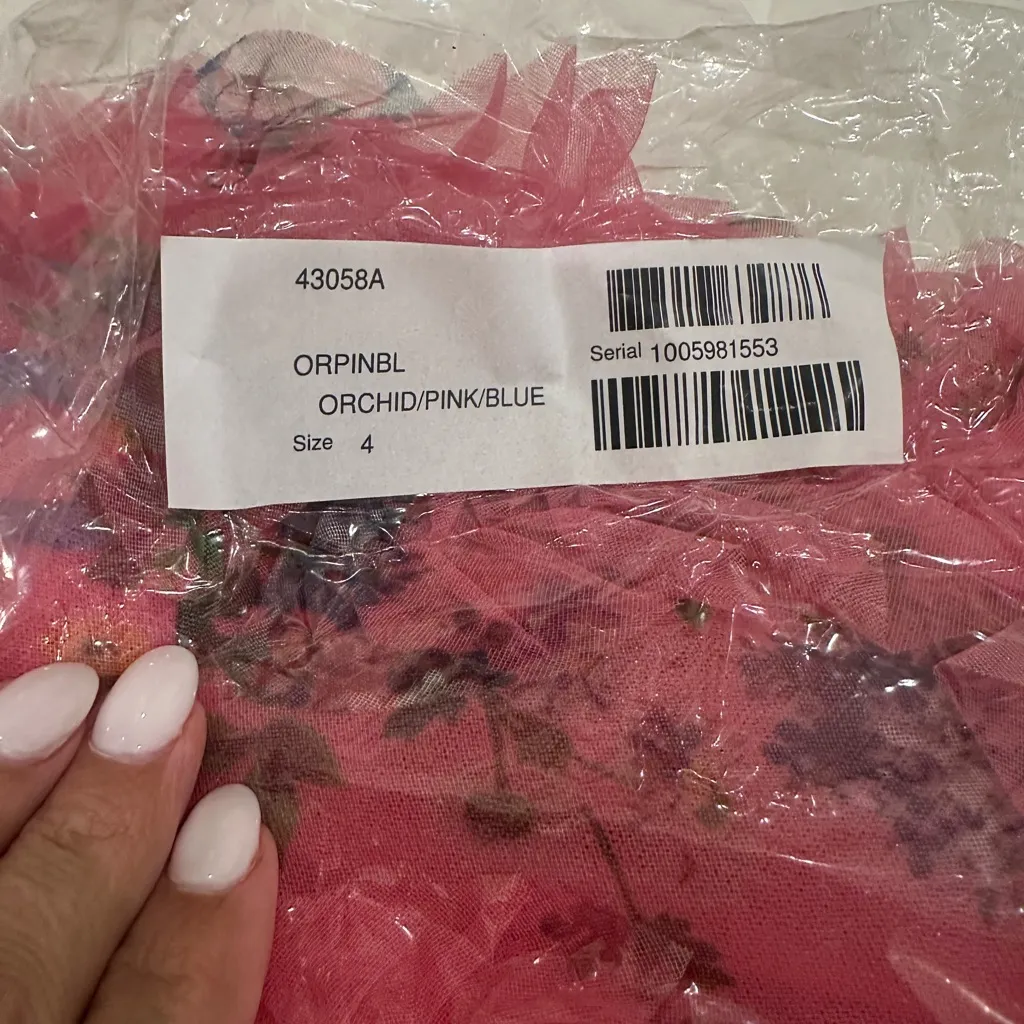 43058A
ORPINBL
ORCHID/PINK/BLUE
Size 4
Serial 1005981553